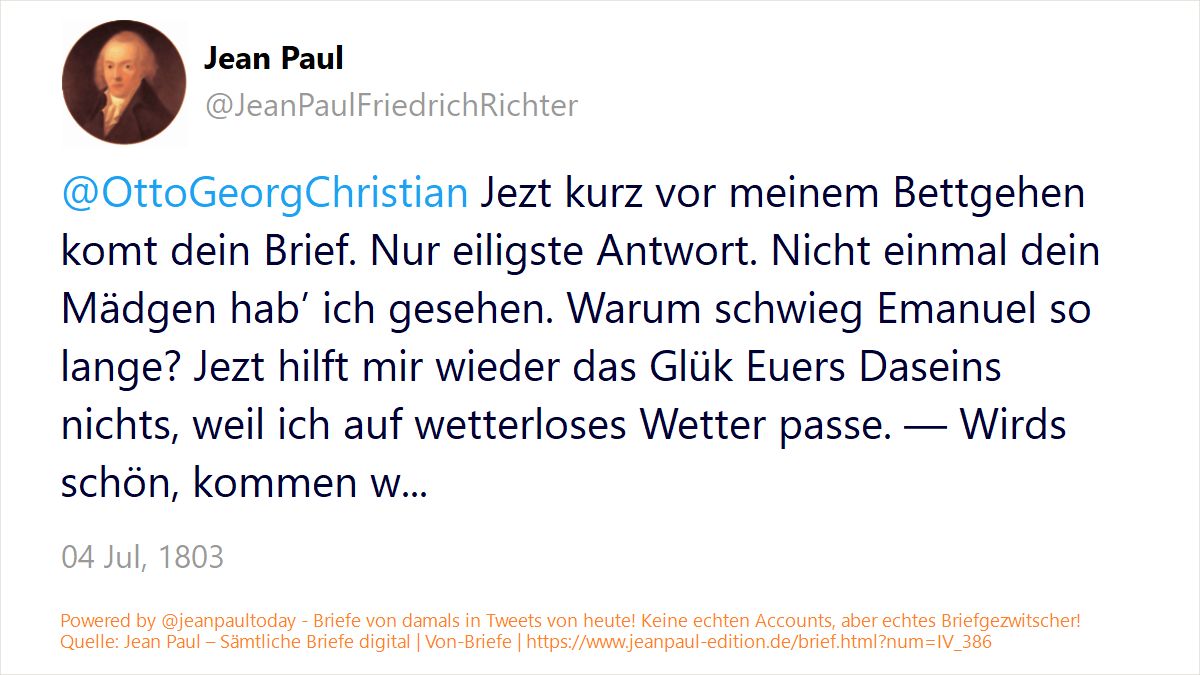 Jean Paul
@JeanPaulFriedrichRichter
@OttoGeorgChristian Jezt kurz vor meinem Bettgehen
komt dein Brief. Nur eiligste Antwort. Nicht einmal dein
Mädgen hab’ ich gesehen. Warum schwieg Emanuel so
lange? Jezt hilft mir wieder das Glük Euers Daseins
nichts, weil ich auf wetterloses Wetter passe. — Wirds
schön, kommen w...
04 Jul, 1803
Powered by @jeanpaultoday - Briefe von damals in Tweets von heute! Keine echten Accounts, aber echtes Briefgezwitscher!
Quelle: Jean Paul – Sämtliche Briefe digital | Von-Briefe | https://www.jeanpaul-edition.de/brief.html?num=IV_386